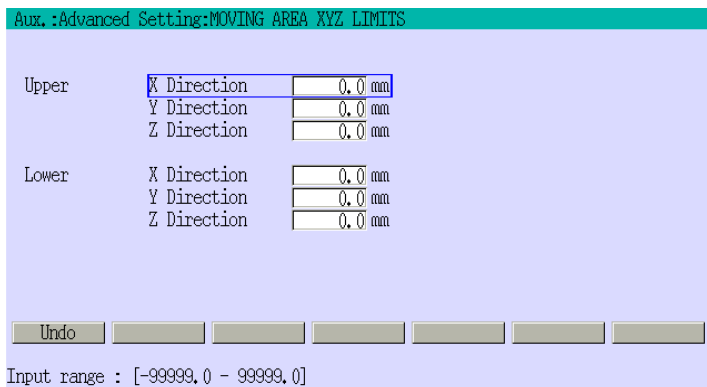 Aux.:Advanced Setting:MOVING AREA XYZ LIMITS
Upper X Direction 0.0 mm
Y Direction 0.0 mm
Z Direction 0.0 mm
Lower X Direction 0.0 mm
Y Direction 0.0 mm
Z Direction 0.0 mm
Undo
Input range : [-99999.0 - 99999.0]